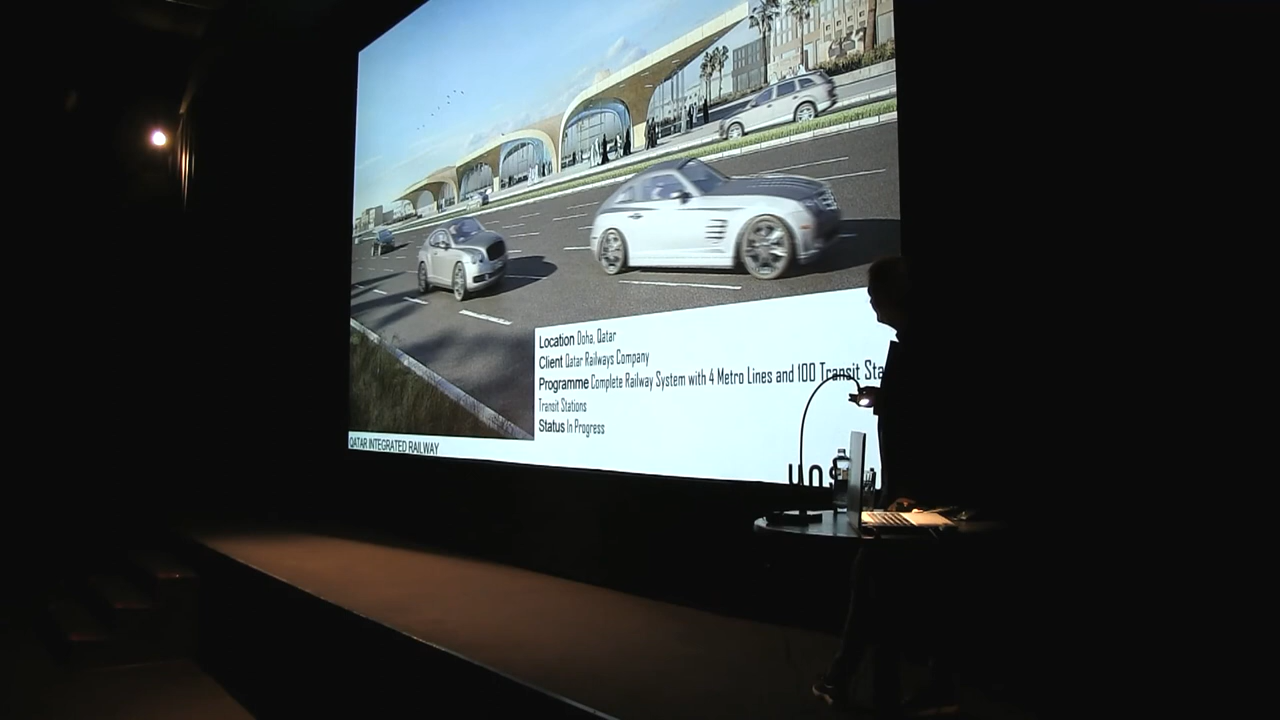 Location Doha, Qatar
Client Qatar Railways Company
Programme Complete Railway System with 4 Metro Lines and 100 Transit Sta
Transit Stations
Status In Progress
QATAR INTEGRATED RAILWAY